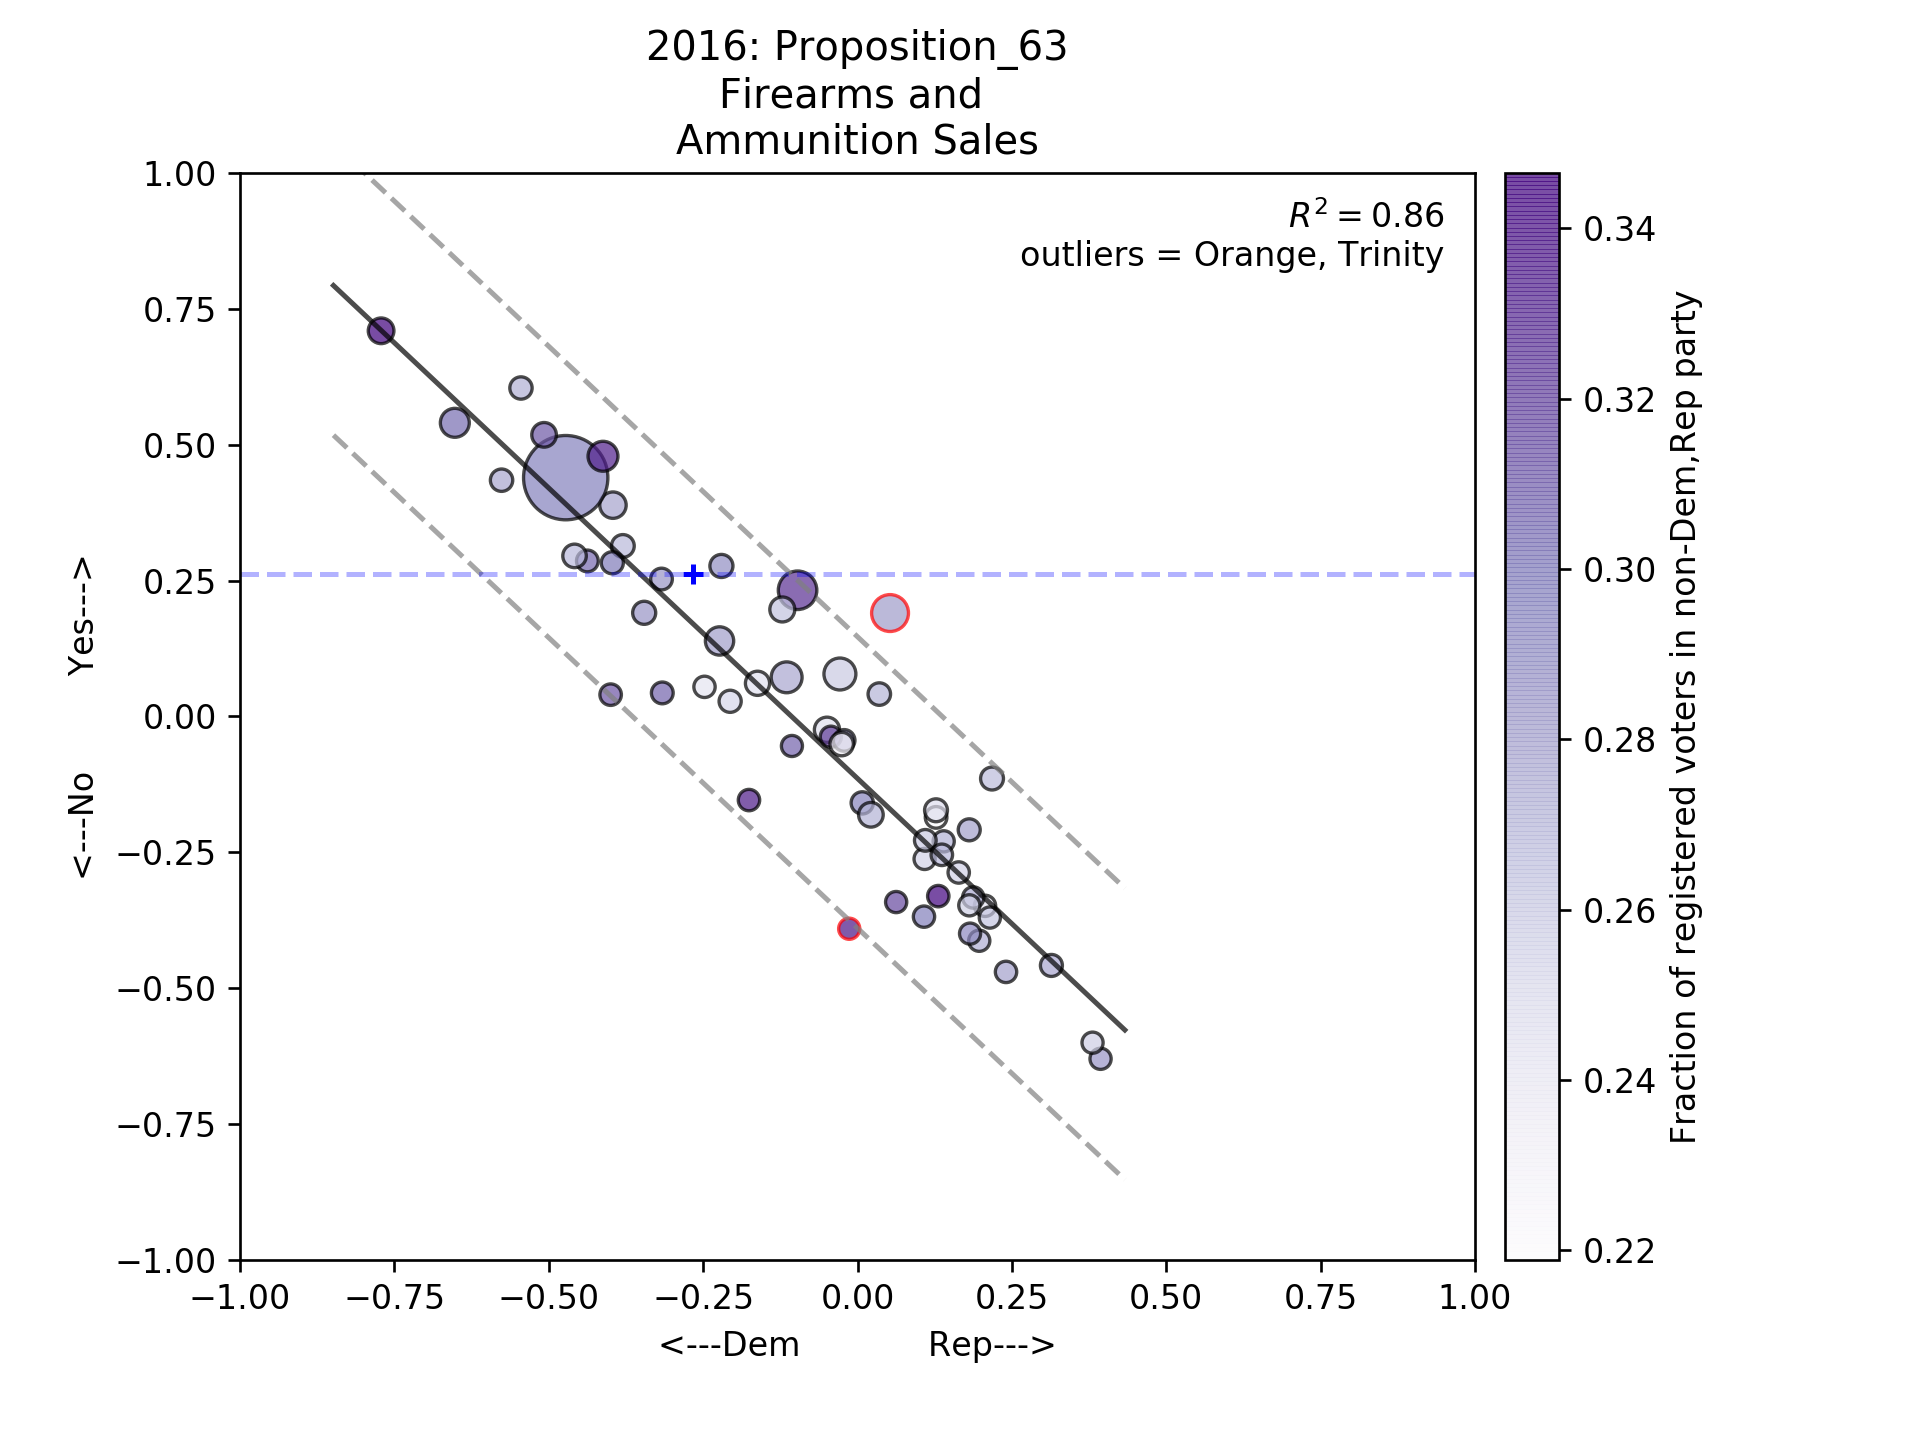 2016: Proposition_63
Firearms and
Ammunition Sales
R² = 0.86
outliers = Orange, Trinity
1.00
0.75
0.50
0.25
0.00
−0.25
−0.50
−0.75
−1.00
<---No Yes--->
−1.00 −0.75 −0.50 −0.25 0.00 0.25 0.50 0.75 1.00
<---Dem Rep--->
0.34
0.32
0.30
0.28
0.26
0.24
0.22
Fraction of registered voters in non-Dem,Rep party